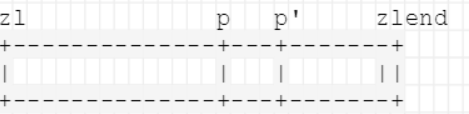 zl             p   p'      zlend
+--------------+---+-------+
|              |   |      ||
+--------------+---+-------+